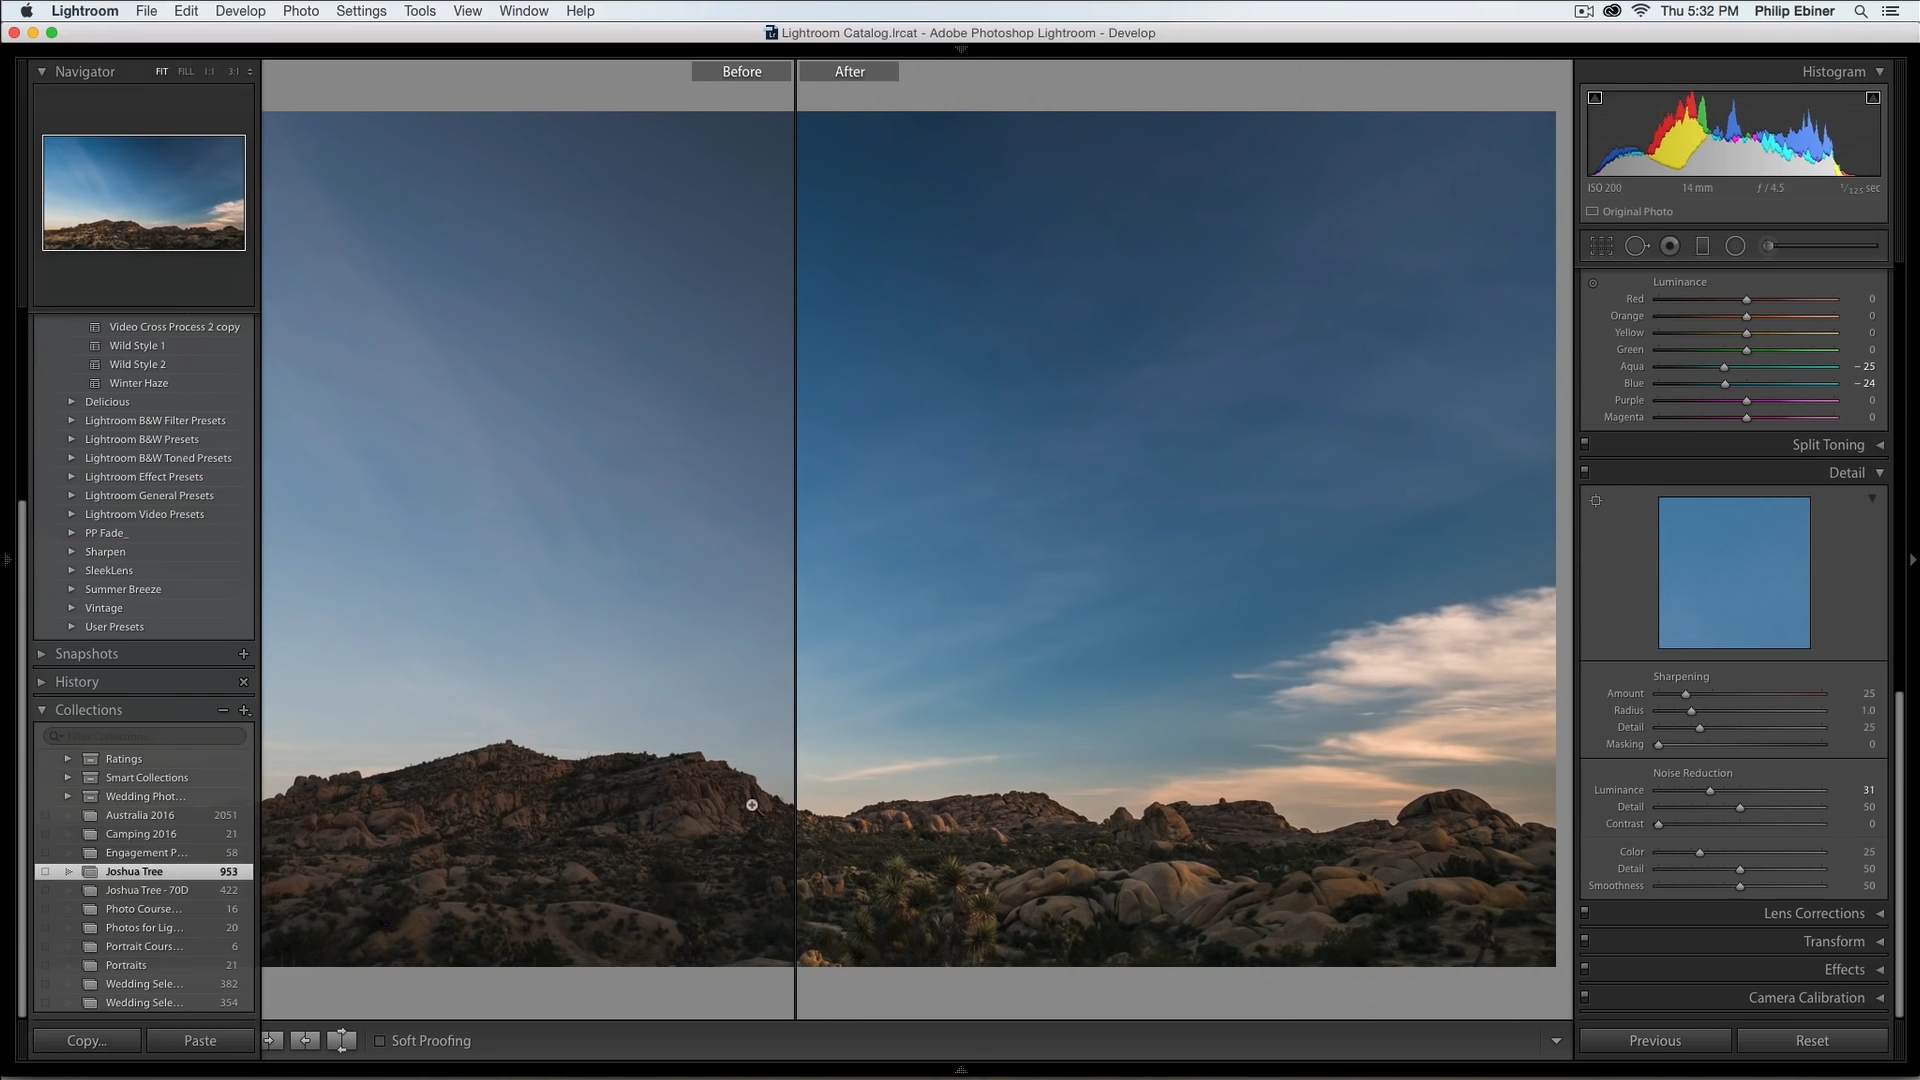 Lightroom File Edit Develop Photo Settings Tools View Window Help Thu 5:32 PM Philip Ebiner
Lightroom Catalog.lrcat - Adobe Photoshop Lightroom - Develop
Navigator FIT FILL 1:1 3:1
Before After
Histogram
ISO 200 14 mm ƒ / 4.5 1/125 sec
Original Photo
Video Cross Process 2 copy
Wild Style 1
Wild Style 2
Winter Haze
Delicious
Lightroom B&W Filter Presets
Lightroom B&W Presets
Lightroom B&W Toned Presets
Lightroom Effect Presets
Lightroom General Presets
Lightroom Video Presets
PP Fade_
Sharpen
SleekLens
Summer Breeze
Vintage
User Presets
Snapshots
History
Collections
Filter Collections
Ratings
Smart Collections
Wedding Phot...
Australia 2016 2051
Camping 2016 21
Engagement P... 58
Joshua Tree 953
Joshua Tree - 70D 422
Photo Course... 16
Photos for Lig... 20
Portrait Cours... 6
Portraits 21
Wedding Sele... 382
Wedding Sele... 354
Copy... Paste
Soft Proofing
Luminance
Red 0
Orange 0
Yellow 0
Green 0
Aqua − 25
Blue − 24
Purple 0
Magenta 0
Split Toning
Detail
Sharpening
Amount 25
Radius 1.0
Detail 25
Masking 0
Noise Reduction
Luminance 31
Detail 50
Contrast 0
Color 25
Detail 50
Smoothness 50
Lens Corrections
Transform
Effects
Camera Calibration
Previous Reset